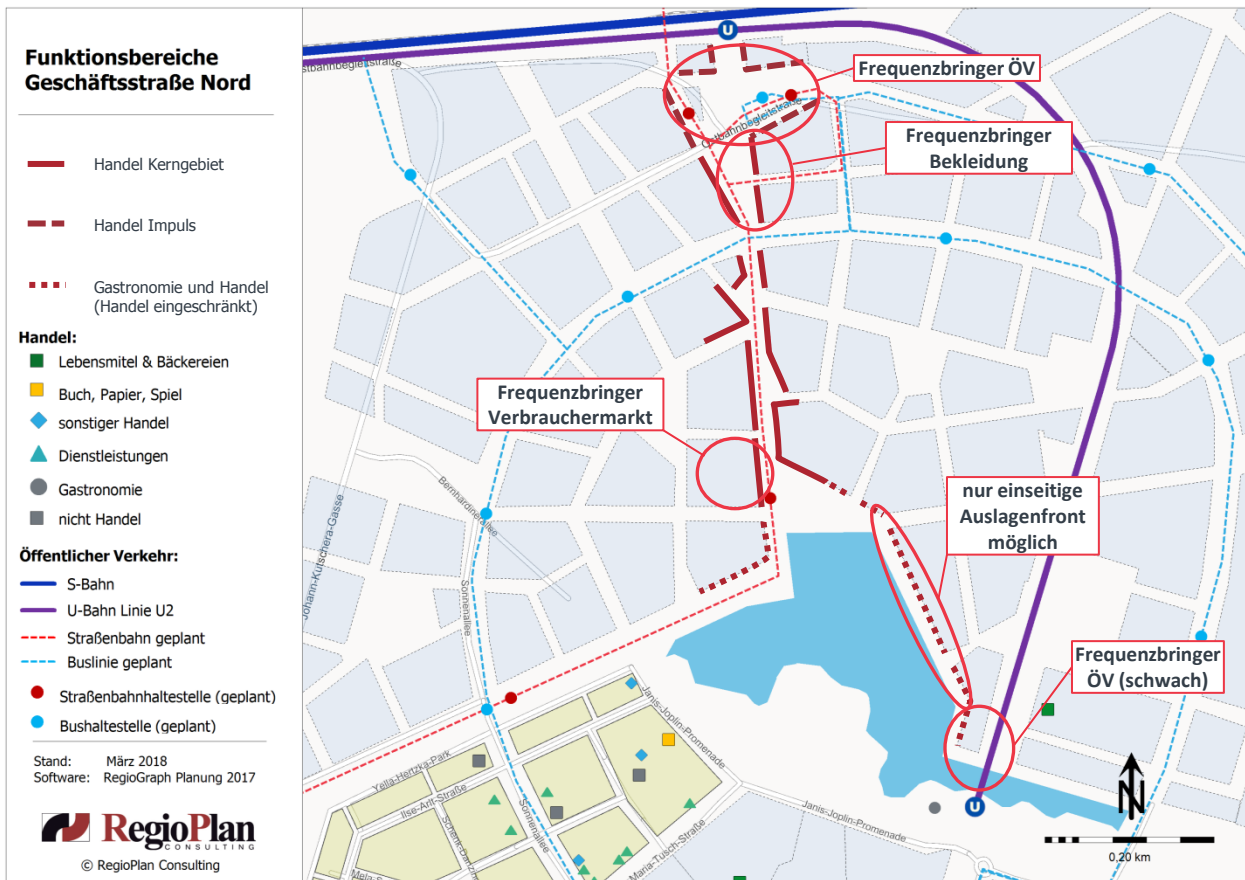 Funktionsbereiche
Geschäftsstraße Nord
Handel Kerngebiet
Handel Impuls
Gastronomie und Handel
(Handel eingeschränkt)
Handel:
Lebensmitel & Bäckereien
Buch, Papier, Spiel
sonstiger Handel
Dienstleistungen
Gastronomie
nicht Handel
Öffentlicher Verkehr:
S-Bahn
U-Bahn Linie U2
Straßenbahn geplant
Buslinie geplant
Straßenbahnhaltestelle (geplant)
Bushaltestelle (geplant)
Stand: März 2018
Software: RegioGraph Planung 2017
RegioPlan
CONSULTING
© RegioPlan Consulting
U
stbahnbegleitstraße
Frequenzbringer ÖV
Ostbahnbegleitstraße
Frequenzbringer
Bekleidung
Frequenzbringer
Verbrauchermarkt
Bernhardinerallee
Johann-Kutschera-Gasse
Sonnenallee
nur einseitige
Auslagenfront
möglich
Frequenzbringer
ÖV (schwach)
Janis-Joplin-Promenade
Yella-Hertzka-Park
Ilse-Arlt-Straße
Sonnenallee
Maria-Tusch-Straße
Janis-Joplin-Promenade
U
N
0,20 km